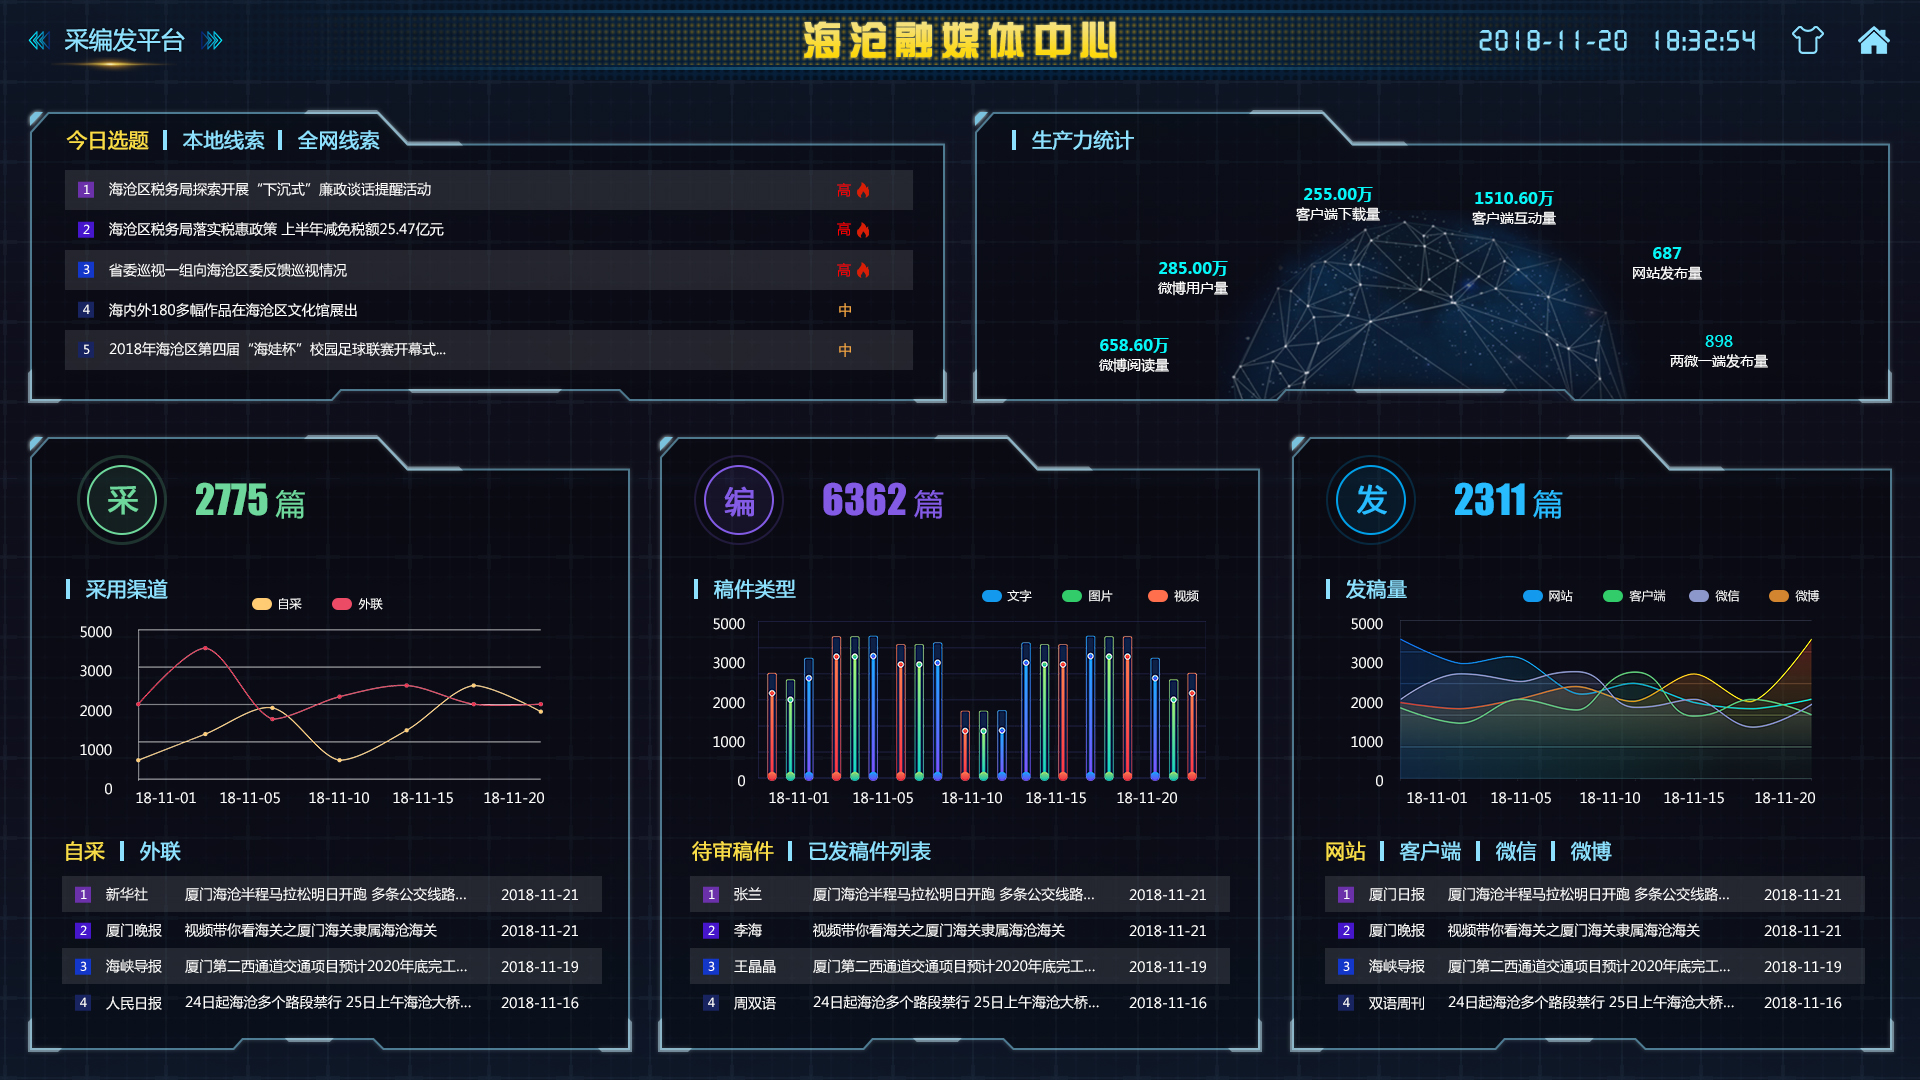 采编发平台
海沧融媒体中心
2018-11-20 18:32:54
今日选题 本地线索 全网线索
1 海沧区税务局探索开展“下沉式”廉政谈话提醒活动 高
2 海沧区税务局落实税惠政策 上半年减免税额25.47亿元 高
3 省委巡视一组向海沧区委反馈巡视情况 高
4 海内外180多幅作品在海沧区文化馆展出 中
5 2018年海沧区第四届“海娃杯”校园足球联赛开幕式... 中
生产力统计
255.00万
客户端下载量
1510.60万
客户端互动量
687
网站发布量
285.00万
微博用户量
898
两微一端发布量
658.60万
微博阅读量
采 2775 篇
采用渠道
自采 外联
5000
3000
2000
1000
0
18-11-01 18-11-05 18-11-10 18-11-15 18-11-20
自采 外联
1 新华社 厦门海沧半程马拉松明日开跑 多条公交线路... 2018-11-21
2 厦门晚报 视频带你看海关之厦门海关隶属海沧海关 2018-11-21
3 海峡导报 厦门第二西通道交通项目预计2020年底完工... 2018-11-19
4 人民日报 24日起海沧多个路段禁行 25日上午海沧大桥... 2018-11-16
编 6362 篇
稿件类型
文字 图片 视频
5000
3000
2000
1000
0
18-11-01 18-11-05 18-11-10 18-11-15 18-11-20
待审稿件 已发稿件列表
1 张兰 厦门海沧半程马拉松明日开跑 多条公交线路... 2018-11-21
2 李海 视频带你看海关之厦门海关隶属海沧海关 2018-11-21
3 王晶晶 厦门第二西通道交通项目预计2020年底完工... 2018-11-19
4 周双语 24日起海沧多个路段禁行 25日上午海沧大桥... 2018-11-16
发 2311 篇
发稿量
网站 客户端 微信 微博
5000
3000
2000
1000
0
18-11-01 18-11-05 18-11-10 18-11-15 18-11-20
网站 客户端 微信 微博
1 厦门日报 厦门海沧半程马拉松明日开跑 多条公交线路... 2018-11-21
2 厦门晚报 视频带你看海关之厦门海关隶属海沧海关 2018-11-21
3 海峡导报 厦门第二西通道交通项目预计2020年底完工... 2018-11-19
4 双语周刊 24日起海沧多个路段禁行 25日上午海沧大桥... 2018-11-16